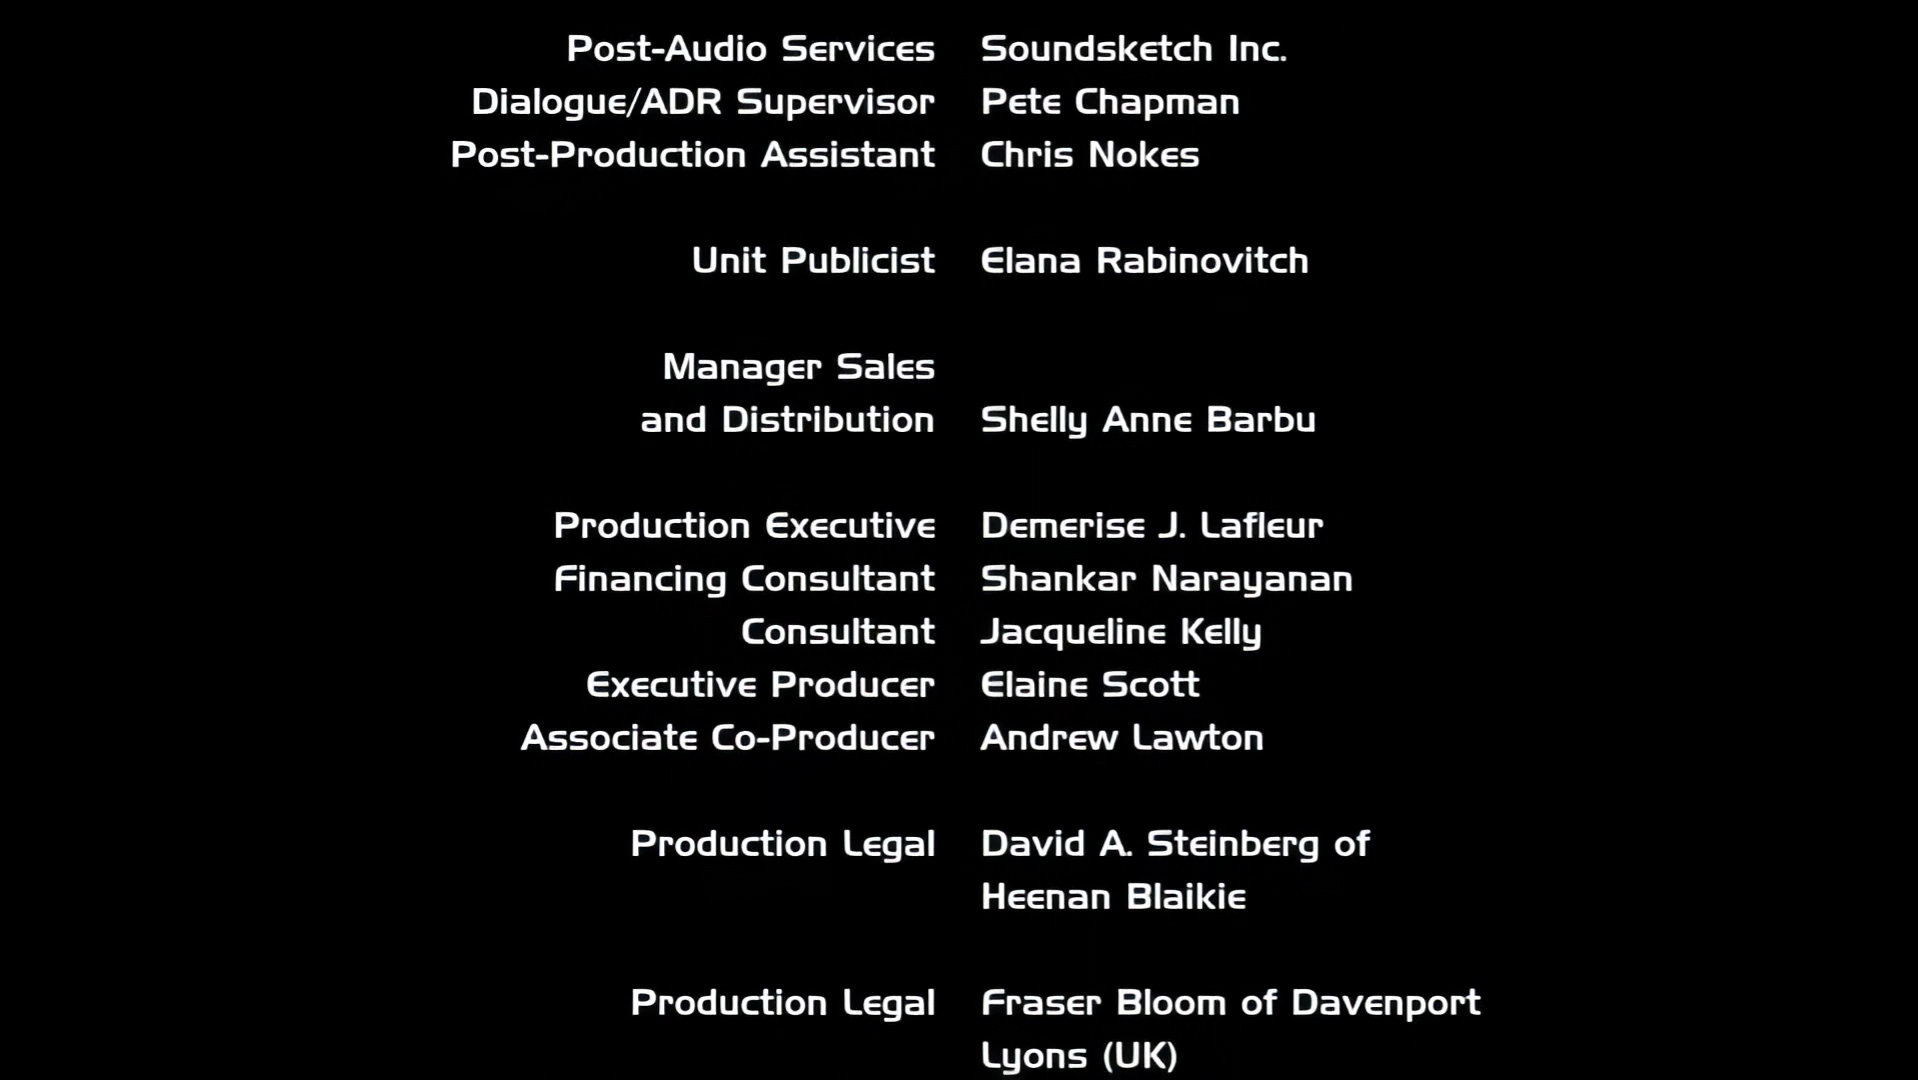 Post-Audio Services Soundsketch Inc.
Dialogue/ADR Supervisor Pete Chapman
Post-Production Assistant Chris Nokes
Unit Publicist Elana Rabinovitch
Manager Sales
and Distribution Shelly Anne Barbu
Production Executive Demerise J. Lafleur
Financing Consultant Shankar Narayanan
Consultant Jacqueline Kelly
Executive Producer Elaine Scott
Associate Co-Producer Andrew Lawton
Production Legal David A. Steinberg of
Heenan Blaikie
Production Legal Fraser Bloom of Davenport
Lyons (UK)